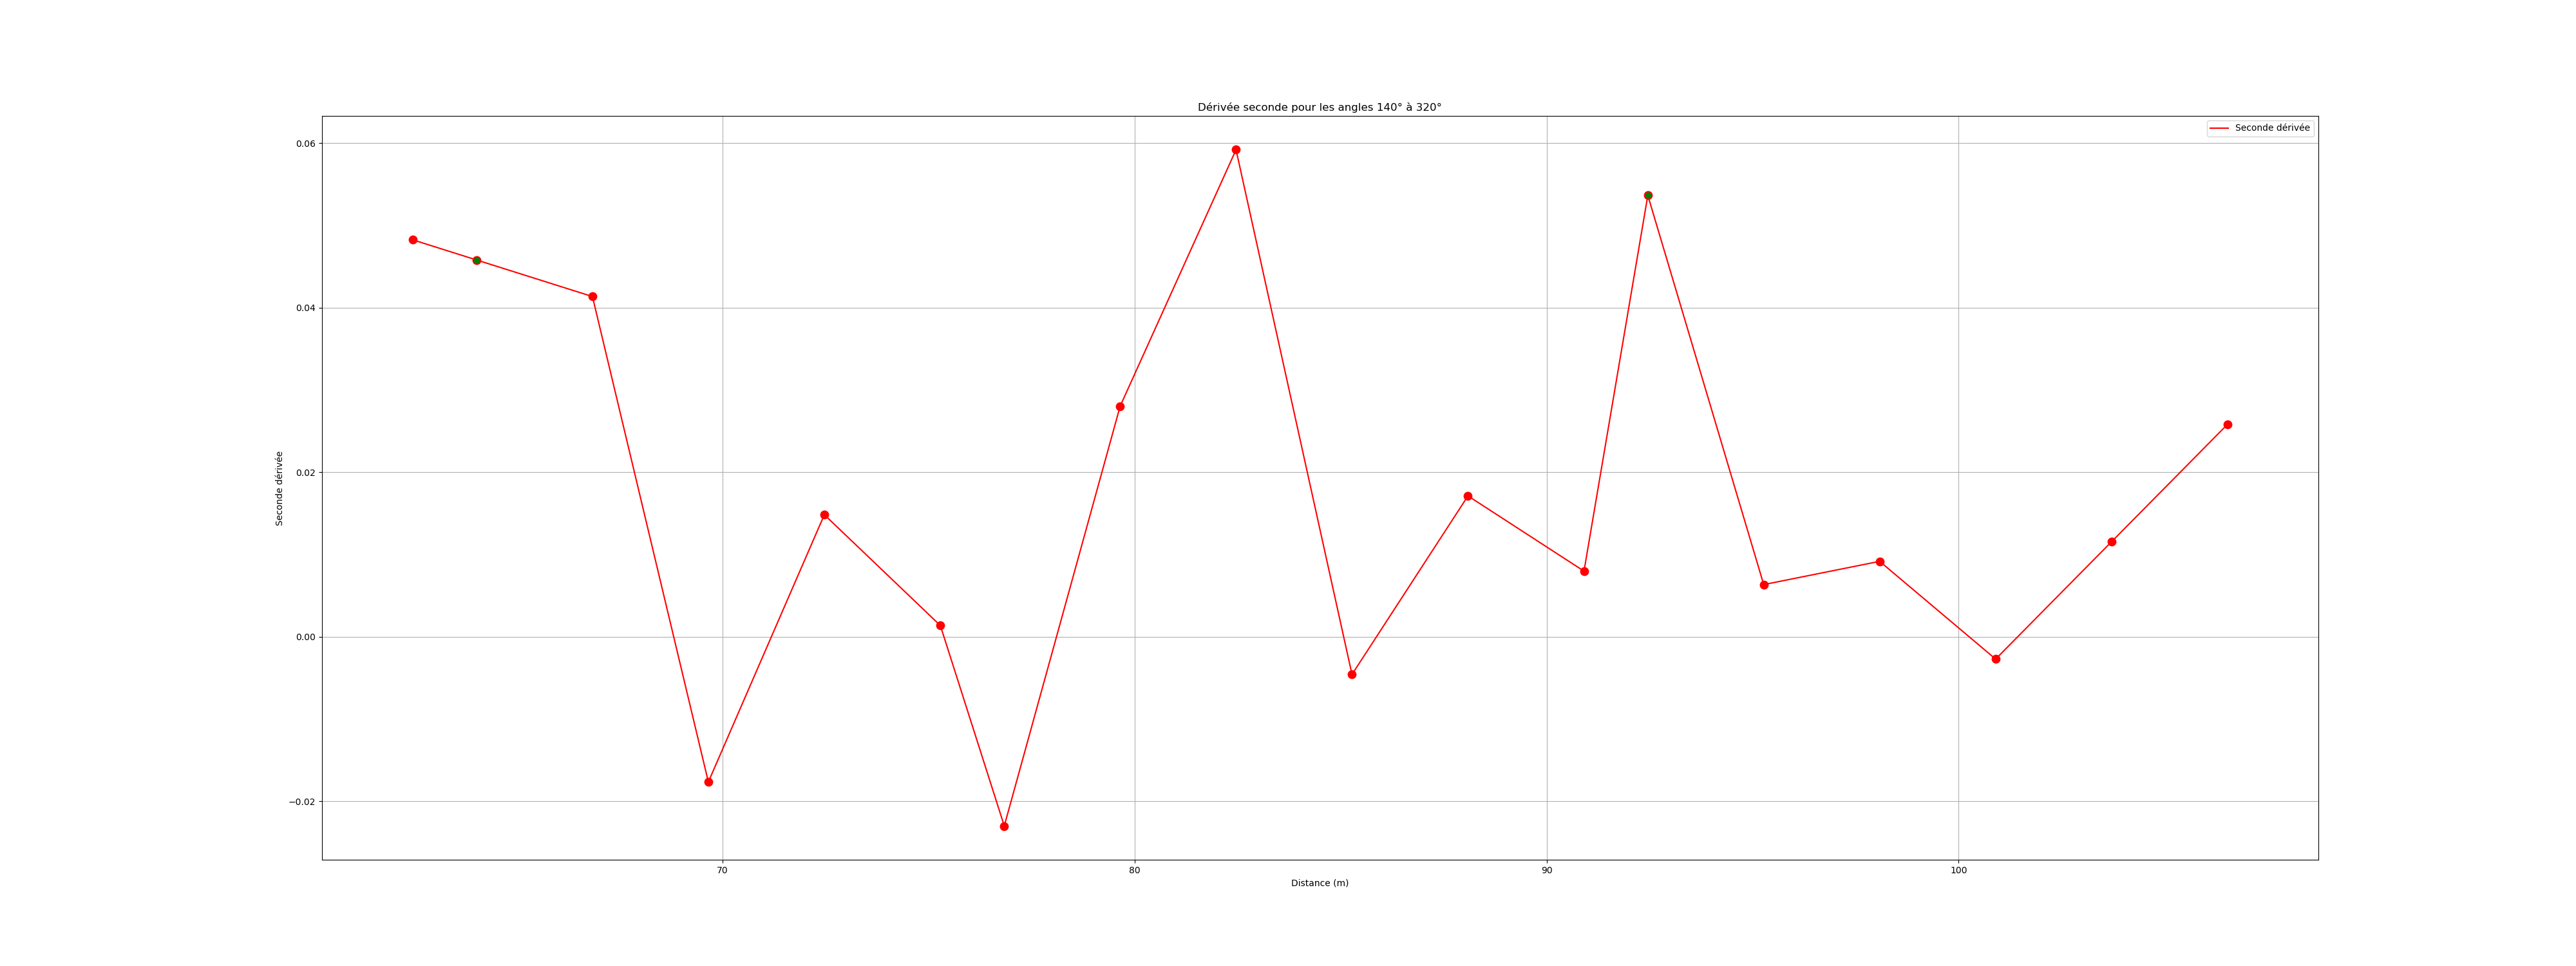 Dérivée seconde pour les angles 140° à 320°
Seconde dérivée
0.06
0.04
0.02
0.00
−0.02
Seconde dérivée
70
80
90
100
Distance (m)